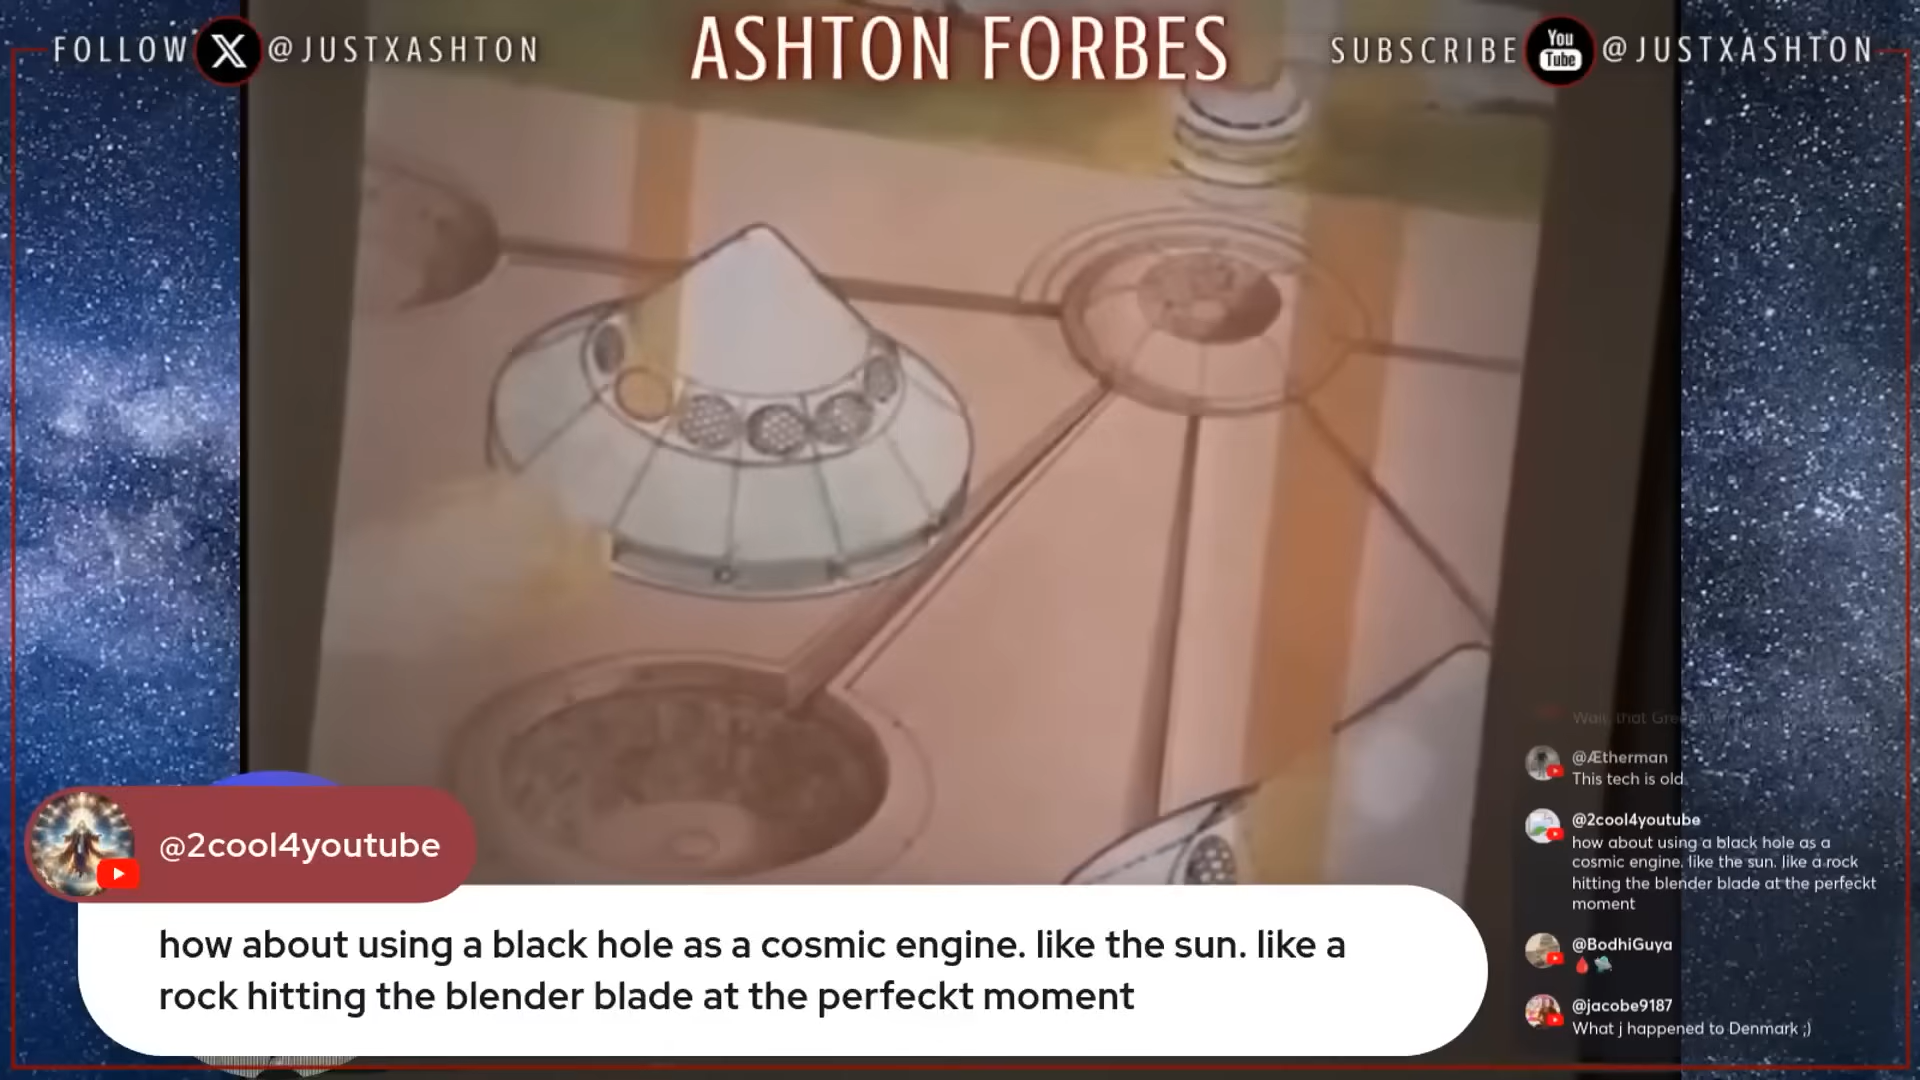 FOLLOW X @JUSTXASHTON
ASHTON FORBES
SUBSCRIBE You Tube @JUSTXASHTON
@2cool4youtube
how about using a black hole as a cosmic engine. like the sun. like a
rock hitting the blender blade at the perfeckt moment
Wait, that
@Ætherman
This tech is old.
@2cool4youtube
how about using a black hole as a
cosmic engine. like the sun. like a rock
hitting the blender blade at the perfeckt
moment
@BodhiGuya
@jacobe9187
What j happened to Denmark ;)